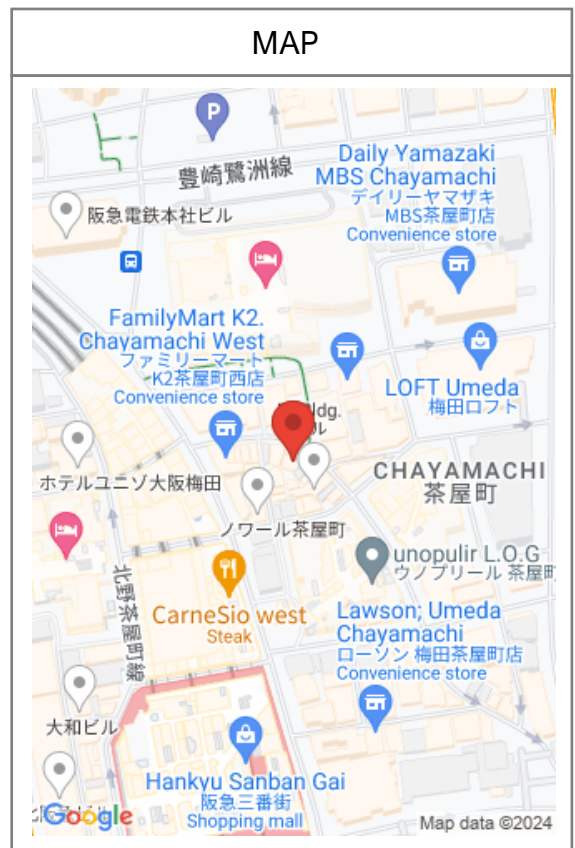 MAP
P
豊崎鷺洲線
Daily Yamazaki
MBS Chayamachi
デイリーヤマザキ
MBS茶屋町店
Convenience store
阪急電鉄本社ビル
FamilyMart K2.
Chayamachi West
ファミリーマート
K2茶屋町西店
Convenience store
LOFT Umeda
梅田ロフト
ldg.
ル
CHAYAMACHI
茶屋町
ホテルユニゾ大阪梅田
ノワール茶屋町
unopulir L.O.G
ウノプリール 茶屋町
北野茶屋町線
CarneSio west
Steak
Lawson; Umeda
Chayamachi
ローソン 梅田茶屋町店
Convenience store
大和ビル
Hankyu Sanban Gai
阪急三番街
Shopping mall
Google
Map data ©2024